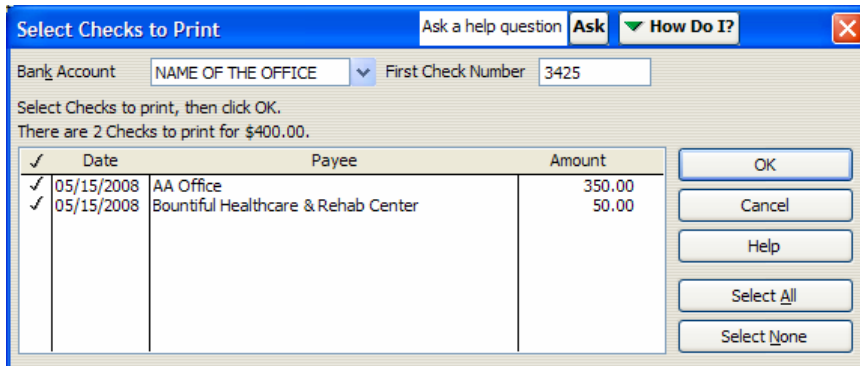 Select Checks to Print Ask a help question Ask How Do I?
Bank Account NAME OF THE OFFICE First Check Number 3425
Select Checks to print, then click OK.
There are 2 Checks to print for $400.00.
✓ Date Payee Amount
✓ 05/15/2008 AA Office 350.00
✓ 05/15/2008 Bountiful Healthcare & Rehab Center 50.00
OK
Cancel
Help
Select All
Select None